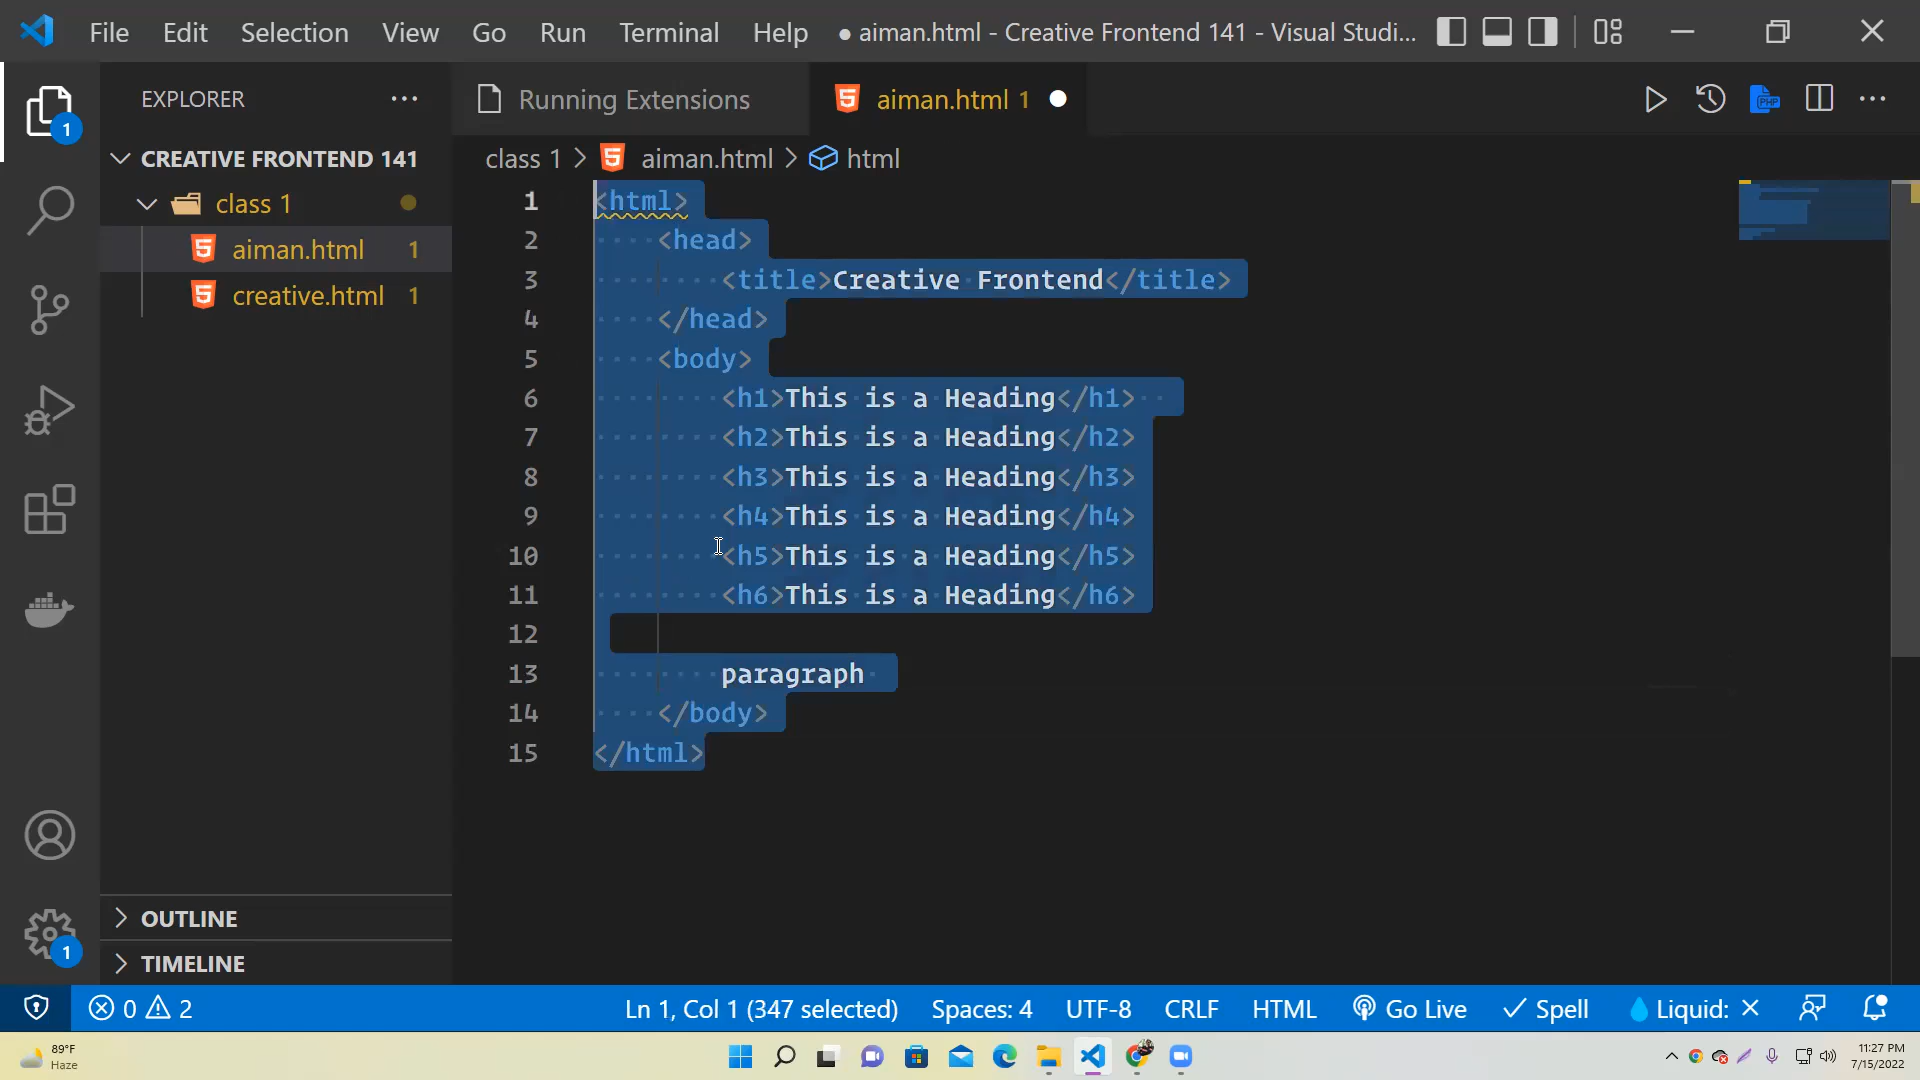 File Edit Selection View Go Run Terminal Help ● aiman.html - Creative Frontend 141 - Visual Studi...
EXPLORER
Running Extensions
aiman.html 1
1
CREATIVE FRONTEND 141
class 1 > aiman.html > html
class 1
aiman.html 1
creative.html 1
1 <html>
2 <head>
3 <title>Creative Frontend</title>
4 </head>
5 <body>
6 <h1>This is a Heading</h1>
7 <h2>This is a Heading</h2>
8 <h3>This is a Heading</h3>
9 <h4>This is a Heading</h4>
10 <h5>This is a Heading</h5>
11 <h6>This is a Heading</h6>
12
13 paragraph
14 </body>
15 </html>
OUTLINE
TIMELINE
1
0 2 Ln 1, Col 1 (347 selected) Spaces: 4 UTF-8 CRLF HTML Go Live Spell Liquid:
89°F
Haze
11:27 PM
7/15/2022
PHP